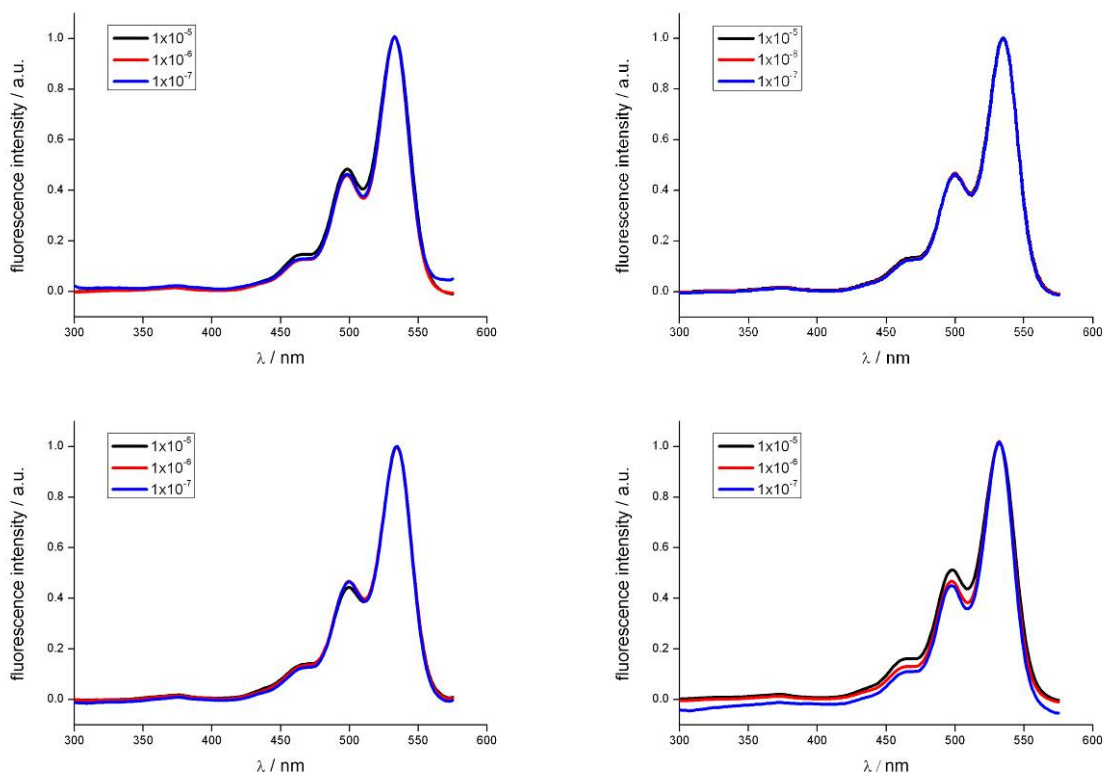 fluorescence intensity / a.u.
1x10⁻⁵
1x10⁻⁶
1x10⁻⁷
1.0
0.8
0.6
0.4
0.2
0.0
300 350 400 450 500 550 600
λ / nm
fluorescence intensity / a.u.
1x10⁻⁵
1x10⁻⁸
1x10⁻⁷
1.0
0.8
0.6
0.4
0.2
0.0
300 350 400 450 500 550 600
λ / nm
fluorescence intensity / a.u.
1x10⁻⁵
1x10⁻⁶
1x10⁻⁷
1.0
0.8
0.6
0.4
0.2
0.0
300 350 400 450 500 550 600
λ / nm
fluorescence intensity / a.u.
1x10⁻⁵
1x10⁻⁶
1x10⁻⁷
1.0
0.8
0.6
0.4
0.2
0.0
300 350 400 450 500 550 600
λ / nm